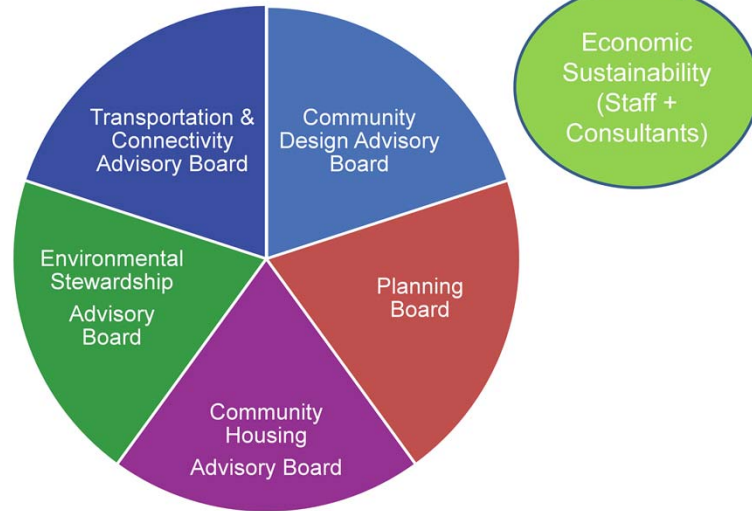 Economic
Sustainability
(Staff +
Consultants)
Transportation &
Connectivity
Advisory Board
Community
Design Advisory
Board
Environmental
Stewardship
Advisory
Board
Planning
Board
Community
Housing
Advisory Board